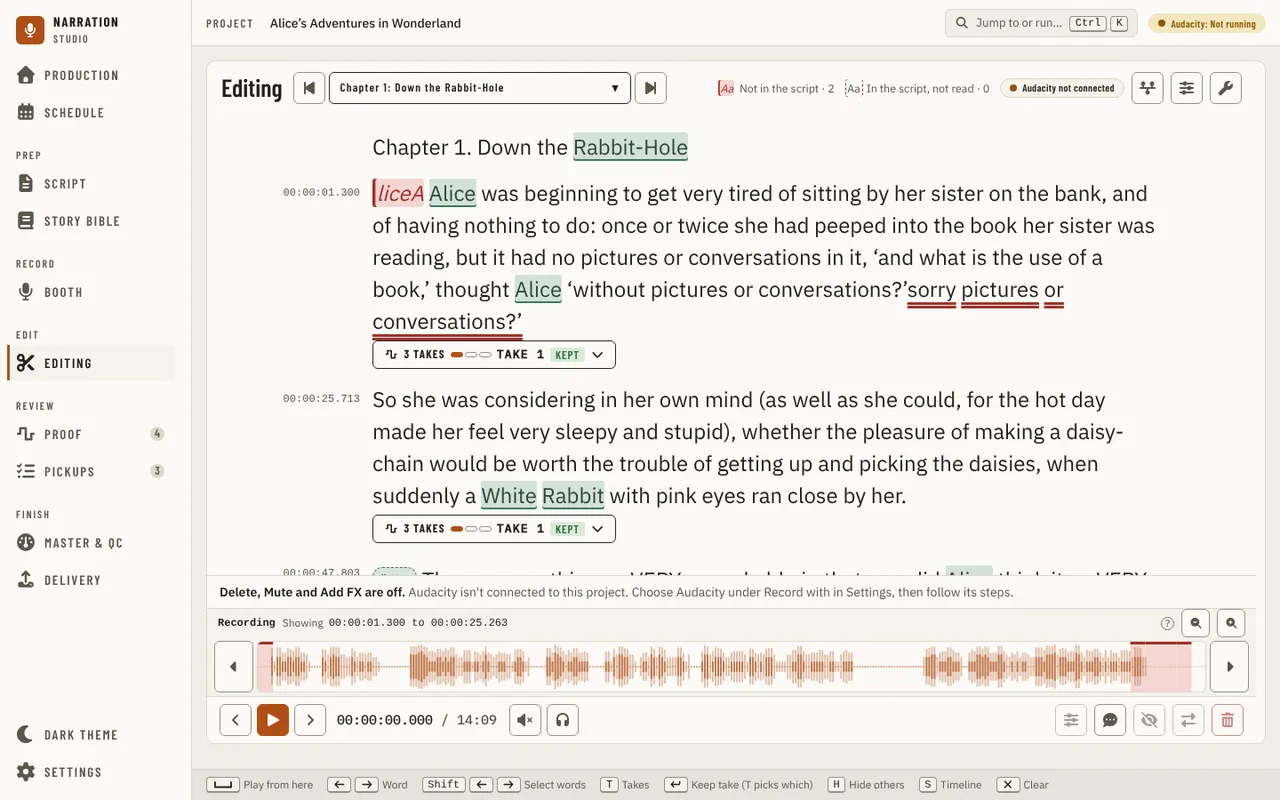 NARRATION
STUDIO
PRODUCTION
SCHEDULE
PREP
SCRIPT
STORY BIBLE
RECORD
BOOTH
EDIT
EDITING
REVIEW
PROOF 4
PICKUPS 3
FINISH
MASTER & QC
DELIVERY
DARK THEME
SETTINGS
PROJECT Alice's Adventures in Wonderland
Jump to or run... Ctrl K
Audacity: Not running
Editing
Chapter 1: Down the Rabbit-Hole
Aa Not in the script · 2 Aa In the script, not read · 0
Audacity not connected
Chapter 1. Down the Rabbit-Hole
00:00:01.300 liceA Alice was beginning to get very tired of sitting by her sister on the bank, and
of having nothing to do: once or twice she had peeped into the book her sister was
reading, but it had no pictures or conversations in it, ‘and what is the use of a
book,’ thought Alice ‘without pictures or conversations?’sorry pictures or
conversations?’
3 TAKES TAKE 1 KEPT
00:00:25.713 So she was considering in her own mind (as well as she could, for the hot day
made her feel very sleepy and stupid), whether the pleasure of making a daisy-
chain would be worth the trouble of getting up and picking the daisies, when
suddenly a White Rabbit with pink eyes ran close by her.
3 TAKES TAKE 1 KEPT
00:00:47.803
Delete, Mute and Add FX are off. Audacity isn't connected to this project. Choose Audacity under Record with in Settings, then follow its steps.
Recording Showing 00:00:01.300 to 00:00:25.263
00:00:00.000 / 14:09
Play from here Word Shift Select words T Takes Keep take (T picks which) H Hide others S Timeline X Clear